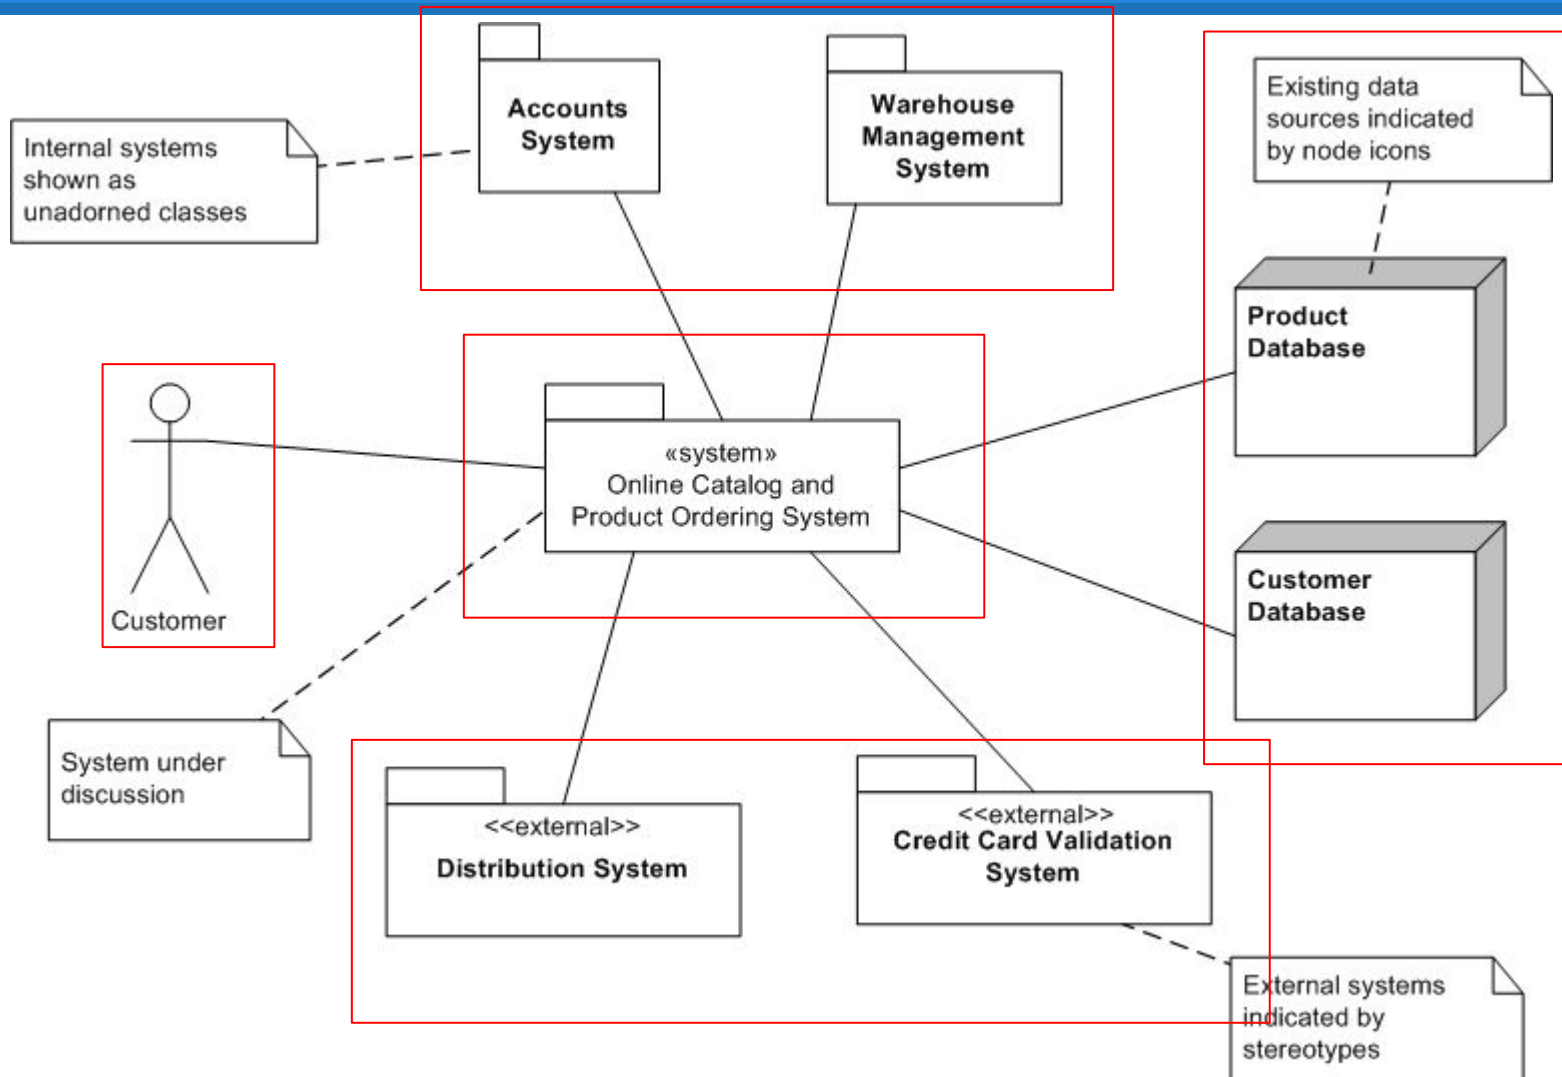 Accounts
System
Warehouse
Management
System
Existing data
sources indicated
by node icons
Internal systems
shown as
unadorned classes
Product
Database
«system»
Online Catalog and
Product Ordering System
Customer
Customer
Database
System under
discussion
<<external>>
Distribution System
<<external>>
Credit Card Validation
System
External systems
indicated by
stereotypes